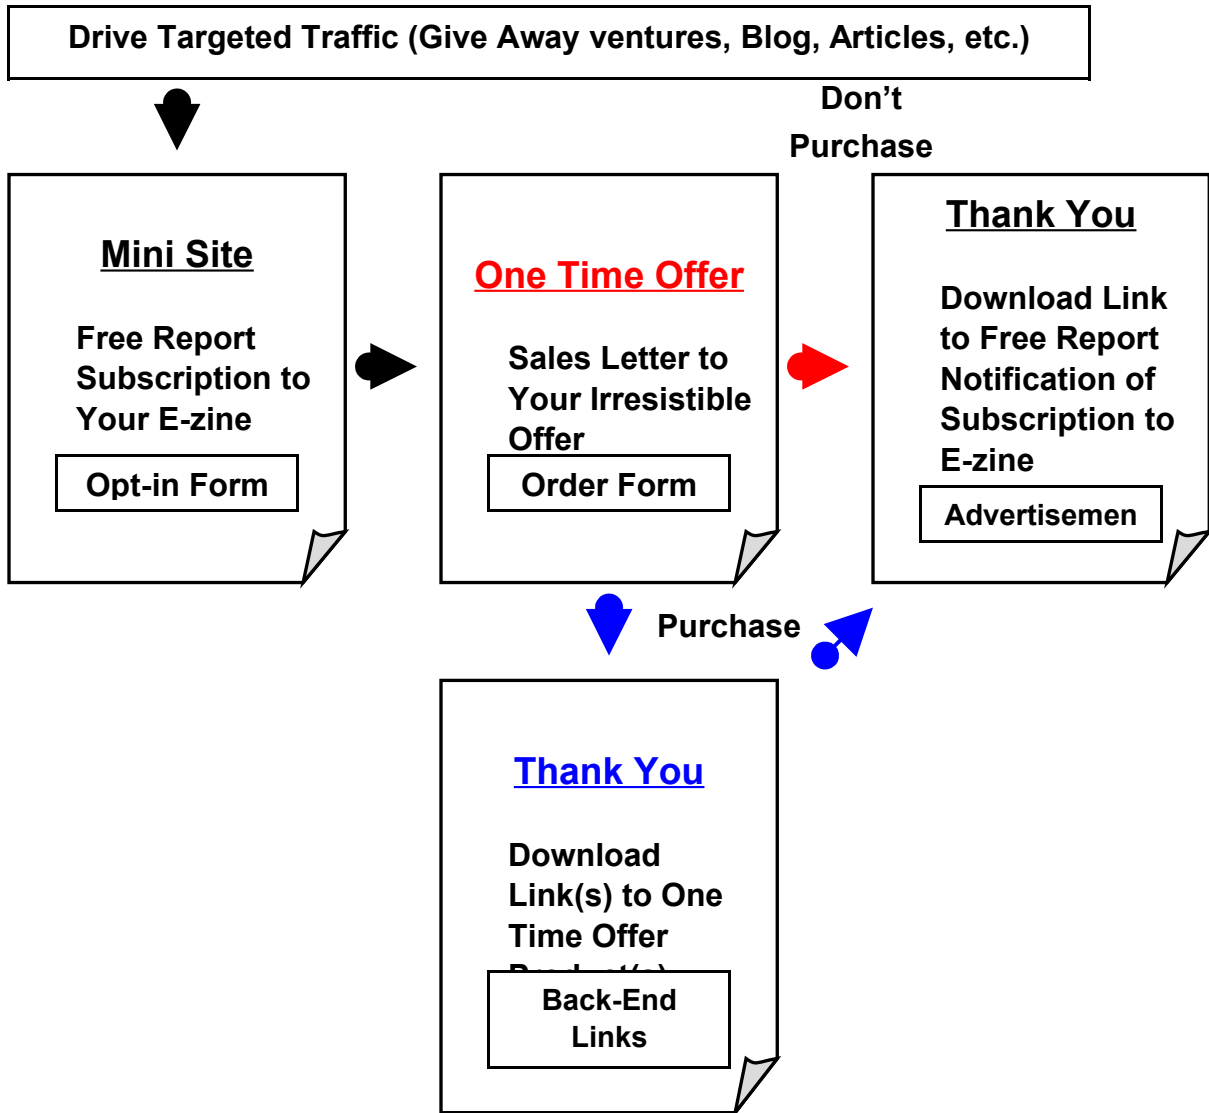 Drive Targeted Traffic (Give Away ventures, Blog, Articles, etc.)
Don't
Purchase
Mini Site
Free Report
Subscription to
Your E-zine
Opt-in Form
One Time Offer
Sales Letter to
Your Irresistible
Offer
Order Form
Thank You
Download Link
to Free Report
Notification of
Subscription to
E-zine
Advertisemen
Purchase
Thank You
Download
Link(s) to One
Time Offer
Back-End
Links